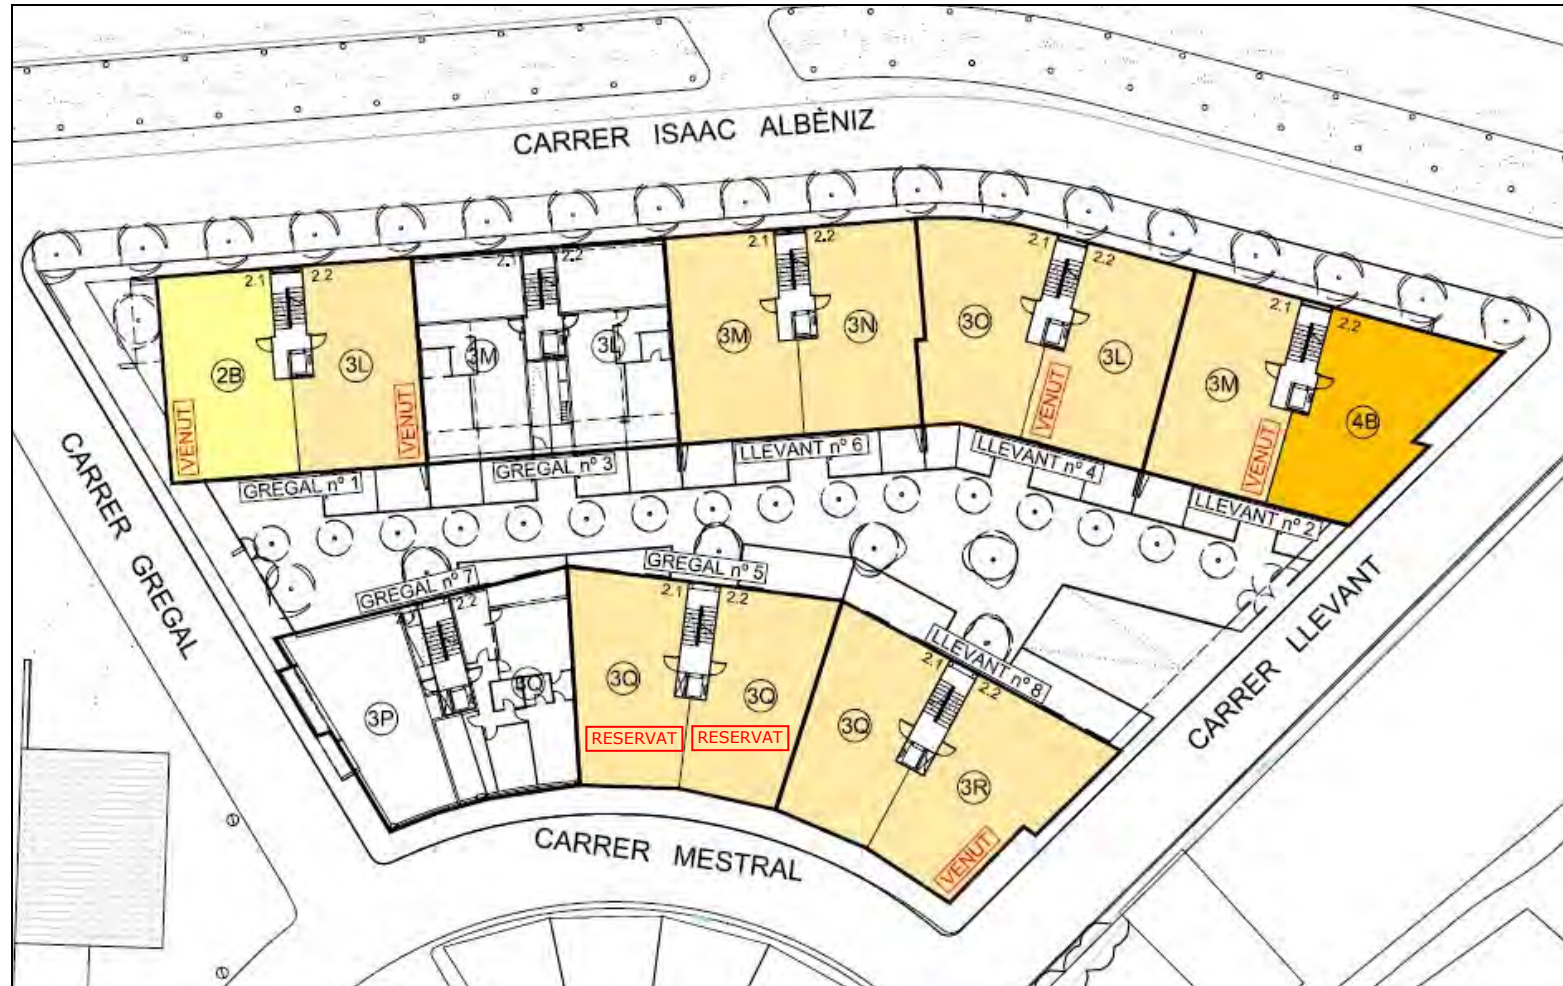 CARRER ISAAC ALBÈNIZ
2.1 2.2
2.1 2.2
2.1 2.2
2.1 2.2
2.1 2.2
2B
3L
3M
3L
3M
3N
3O
3L
3M
4B
VENUT
VENUT
VENUT
VENUT
GREGAL nº 1
GREGAL nº 3
LLEVANT nº 6
LLEVANT nº 4
LLEVANT nº 2
CARRER GREGAL
CARRER LLEVANT
GREGAL nº 7
GREGAL nº 5
LLEVANT nº 8
2.2
2.1 2.2
2.1 2.2
3P
3Q
3Q
3Q
3Q
3R
RESERVAT
RESERVAT
VENUT
CARRER MESTRAL